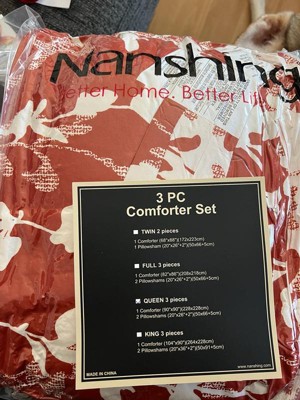 Nanshing
Better Home. Better Li
3 PC
Comforter Set
TWIN 2 pieces
1 Comforter (68"x88")(172x223cm)
1 Pillowsham (20"x26"+2")(50x66+5cm)
FULL 3 pieces
1 Comforter (82"x86")(208x218cm)
2 Pillowshams (20"x26"+2")(50x66+5cm)
QUEEN 3 pieces
1 Comforter (90"x90")(228x228cm)
2 Pillowshams (20"x26"+2")(50x66+5cm)
KING 3 pieces
1 Comforter (104"x90")(264x228cm)
2 Pillowshams (20"x36"+2")(50x91+5cm)
www.nanshing.com
MADE IN CHINA